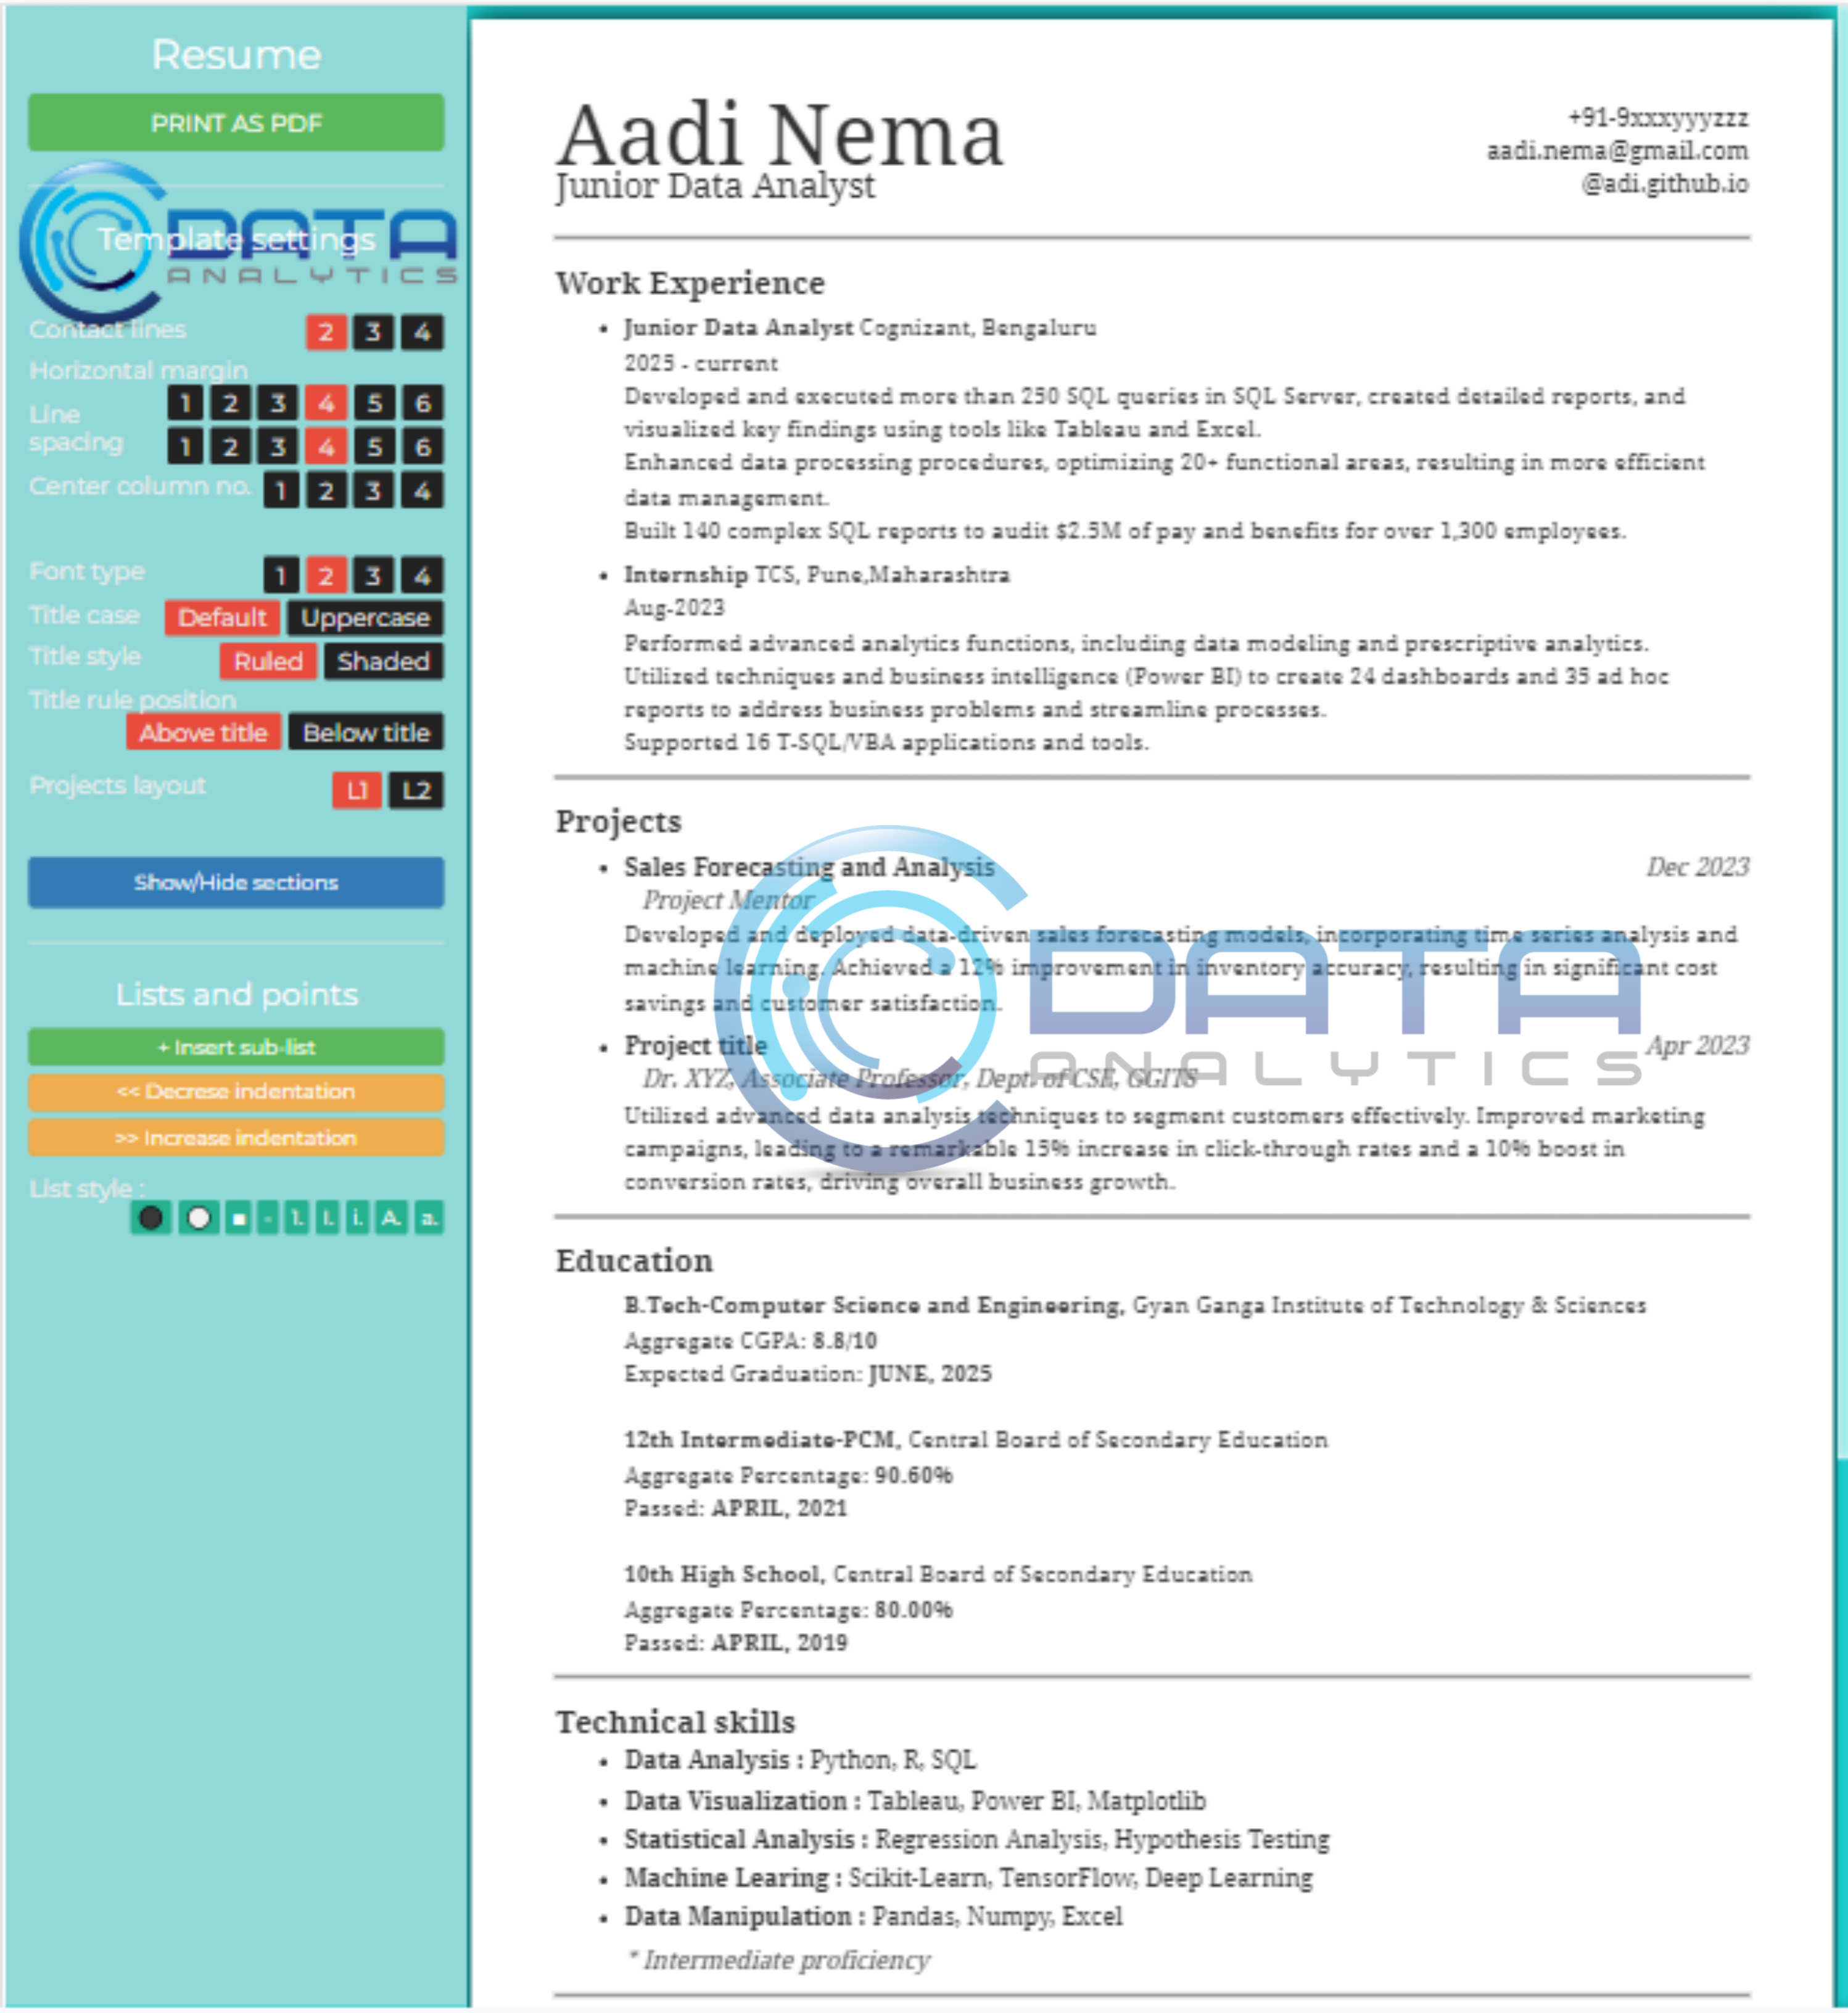 Resume
PRINT AS PDF
DATA
ANALYTICS
Template settings
Contact lines 2 3 4
Horizontal margin
1 2 3 4 5 6
Line
spacing
1 2 3 4 5 6
Center column no. 1 2 3 4
Font type 1 2 3 4
Title case Default Uppercase
Title style Ruled Shaded
Title rule position
Above title Below title
Projects layout L1 L2
Show/Hide sections
Lists and points
+ Insert sub-list
<< Decrese indentation
>> Increase indentation
List style :
- 1. I. i. A. a.
Aadi Nema
Junior Data Analyst
+91-9xxxyyyzzz
aadi.nema@gmail.com
@adi.github.io
Work Experience
• Junior Data Analyst Cognizant, Bengaluru
2025 - current
Developed and executed more than 250 SQL queries in SQL Server, created detailed reports, and
visualized key findings using tools like Tableau and Excel.
Enhanced data processing procedures, optimizing 20+ functional areas, resulting in more efficient
data management.
Built 140 complex SQL reports to audit $2.5M of pay and benefits for over 1,300 employees.
• Internship TCS, Pune,Maharashtra
Aug-2023
Performed advanced analytics functions, including data modeling and prescriptive analytics.
Utilized techniques and business intelligence (Power BI) to create 24 dashboards and 35 ad hoc
reports to address business problems and streamline processes.
Supported 16 T-SQL/VBA applications and tools.
Projects
• Sales Forecasting and Analysis Dec 2023
Project Mentor
Developed and deployed data-driven sales forecasting models, incorporating time series analysis and
machine learning. Achieved a 12% improvement in inventory accuracy, resulting in significant cost
savings and customer satisfaction.
DATA
ANALYTICS
• Project title Apr 2023
Dr. XYZ, Associate Professor, Dept. of CSE, GGITS
Utilized advanced data analysis techniques to segment customers effectively. Improved marketing
campaigns, leading to a remarkable 15% increase in click-through rates and a 10% boost in
conversion rates, driving overall business growth.
Education
B.Tech-Computer Science and Engineering, Gyan Ganga Institute of Technology & Sciences
Aggregate CGPA: 8.8/10
Expected Graduation: JUNE, 2025
12th Intermediate-PCM, Central Board of Secondary Education
Aggregate Percentage: 90.60%
Passed: APRIL, 2021
10th High School, Central Board of Secondary Education
Aggregate Percentage: 80.00%
Passed: APRIL, 2019
Technical skills
• Data Analysis : Python, R, SQL
• Data Visualization : Tableau, Power BI, Matplotlib
• Statistical Analysis : Regression Analysis, Hypothesis Testing
• Machine Learing : Scikit-Learn, TensorFlow, Deep Learning
• Data Manipulation : Pandas, Numpy, Excel
* Intermediate proficiency